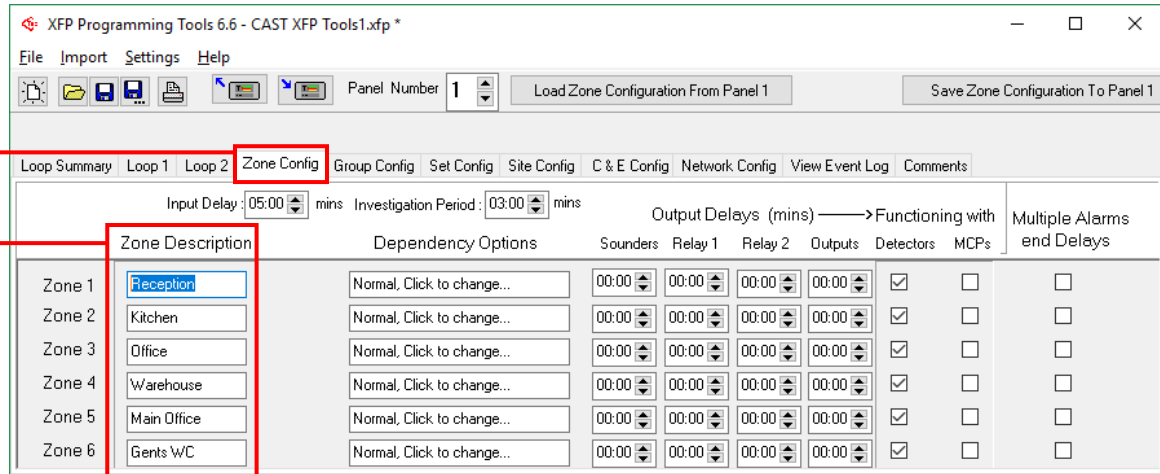 XFP Programming Tools 6.6 - CAST XFP Tools1.xfp *
File Import Settings Help
Panel Number 1 Load Zone Configuration From Panel 1 Save Zone Configuration To Panel 1
Loop Summary Loop 1 Loop 2 Zone Config Group Config Set Config Site Config C & E Config Network Config View Event Log Comments
Input Delay : 05:00 mins Investigation Period : 03:00 mins
Output Delays (mins) Functioning with Multiple Alarms
Zone Description Dependency Options Sounders Relay 1 Relay 2 Outputs Detectors MCPs end Delays
Zone 1 Reception Normal, Click to change... 00:00 00:00 00:00 00:00
Zone 2 Kitchen Normal, Click to change... 00:00 00:00 00:00 00:00
Zone 3 Office Normal, Click to change... 00:00 00:00 00:00 00:00
Zone 4 Warehouse Normal, Click to change... 00:00 00:00 00:00 00:00
Zone 5 Main Office Normal, Click to change... 00:00 00:00 00:00 00:00
Zone 6 Gents WC Normal, Click to change... 00:00 00:00 00:00 00:00